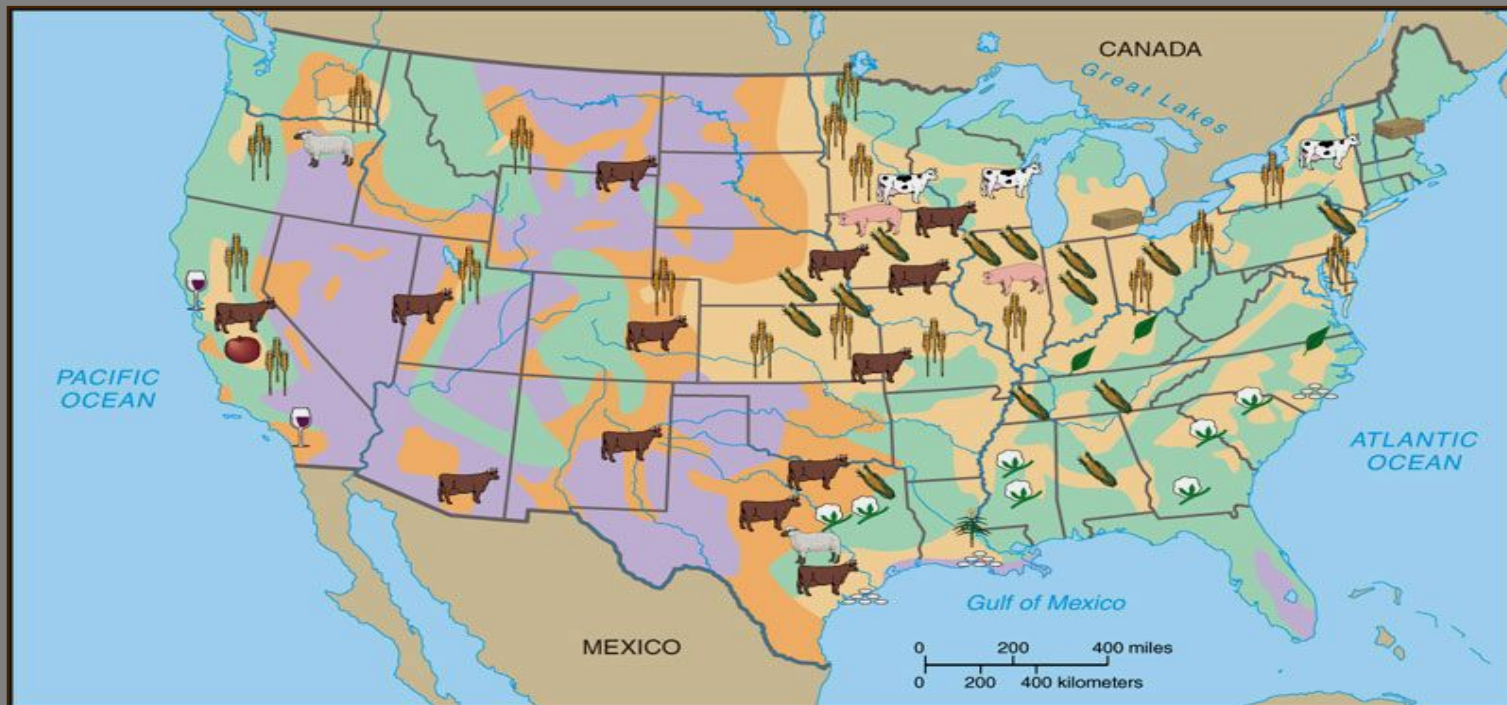 CANADA
Great Lakes
PACIFIC
OCEAN
ATLANTIC
OCEAN
Gulf of Mexico
MEXICO
0 200 400 miles
0 200 400 kilometers